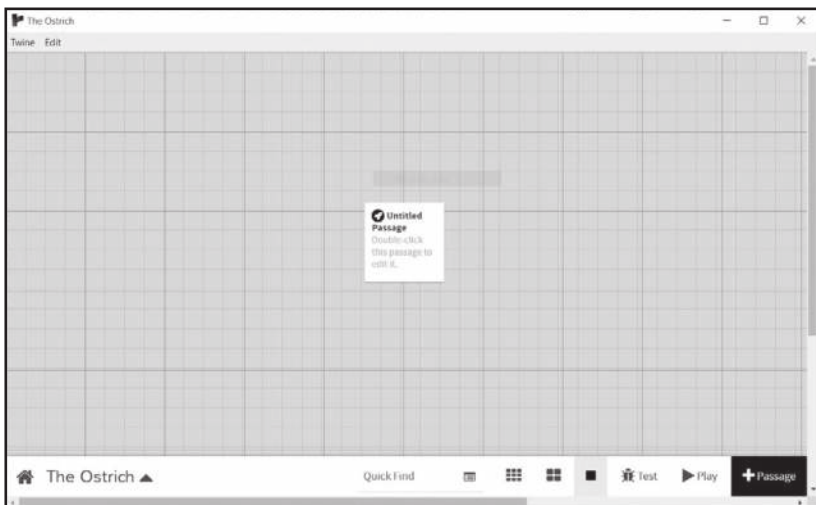 The Ostrich
Twine Edit
Untitled
Passage
Double-click
this passage to
edit it.
The Ostrich
Quick Find
Test
Play
Passage